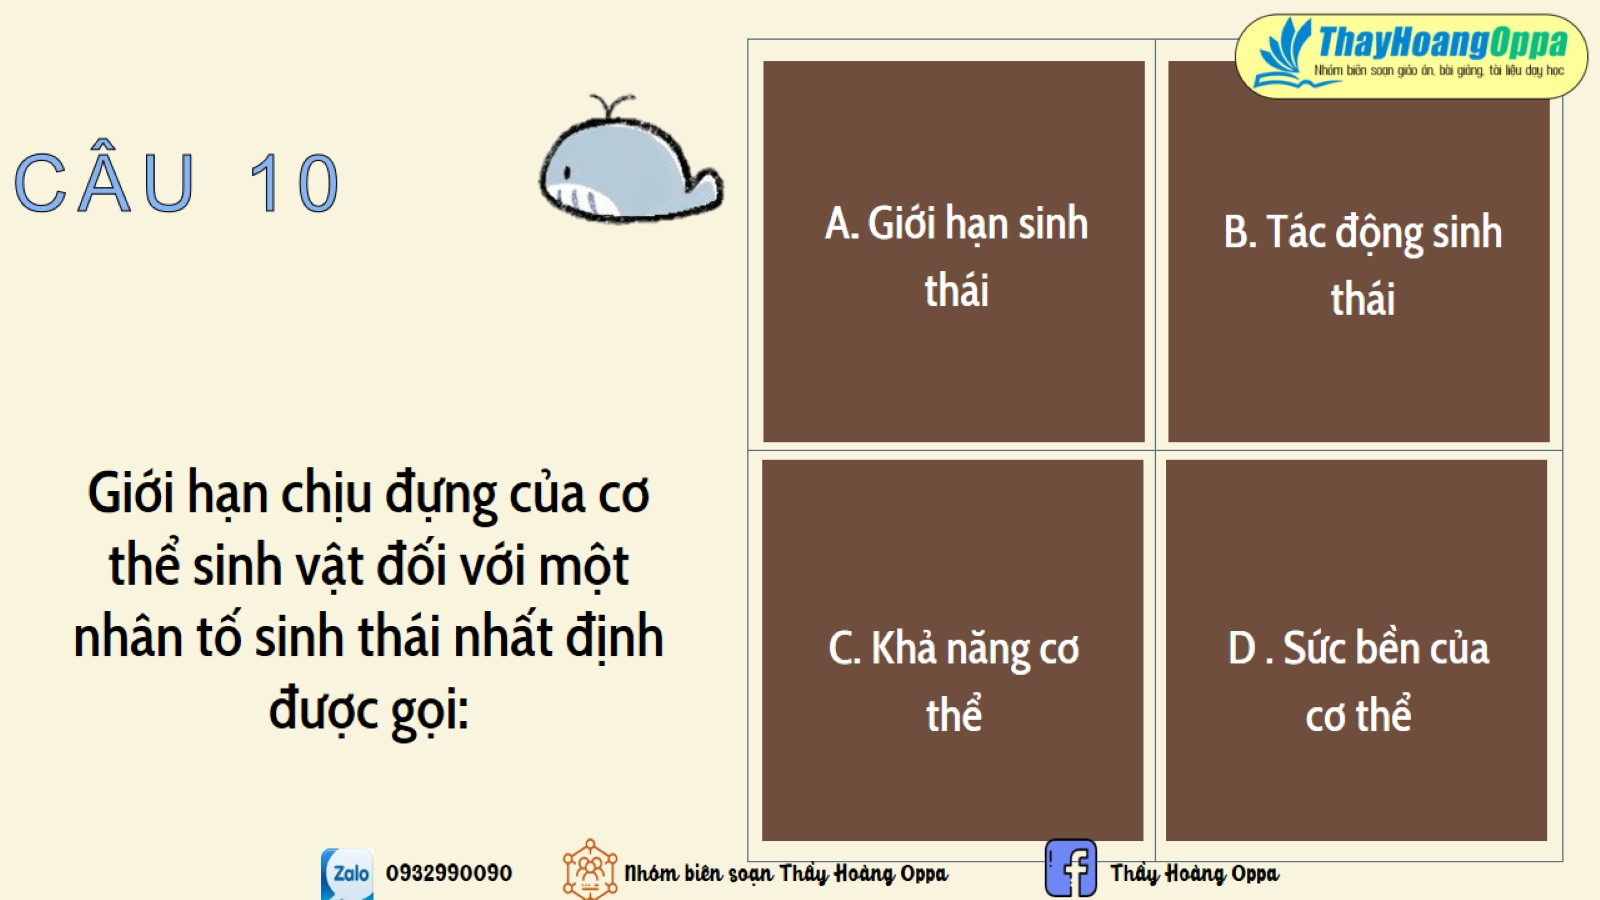 ThayHoangOppa
Nhóm biên soạn giáo án, bài giảng, tài liệu dạy học
CÂU 10
Giới hạn chịu đựng của cơ
thể sinh vật đối với một
nhân tố sinh thái nhất định
được gọi:
A. Giới hạn sinh
thái
B. Tác động sinh
thái
C. Khả năng cơ
thể
D . Sức bền của
cơ thể
Zalo
0932990090
Nhóm biên soạn Thầy Hoàng Oppa
Thầy Hoàng Oppa